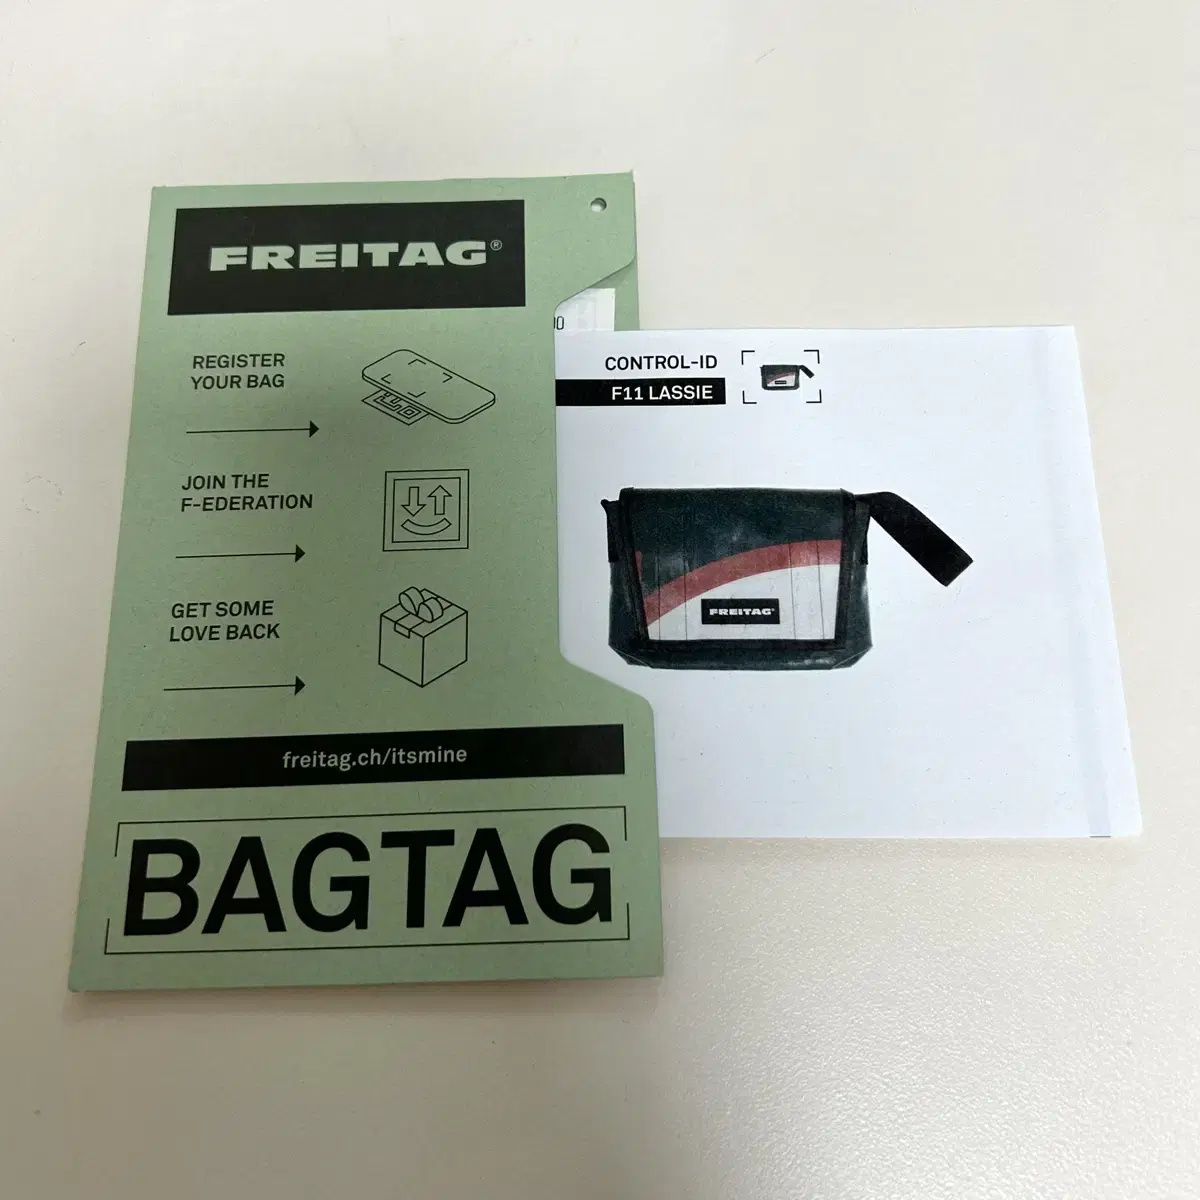 FREITAG®
REGISTER
YOUR BAG
JOIN THE
F-EDERATION
GET SOME
LOVE BACK
freitag.ch/itsmine
BAGTAG
CONTROL-ID
F11 LASSIE
FREITAG®